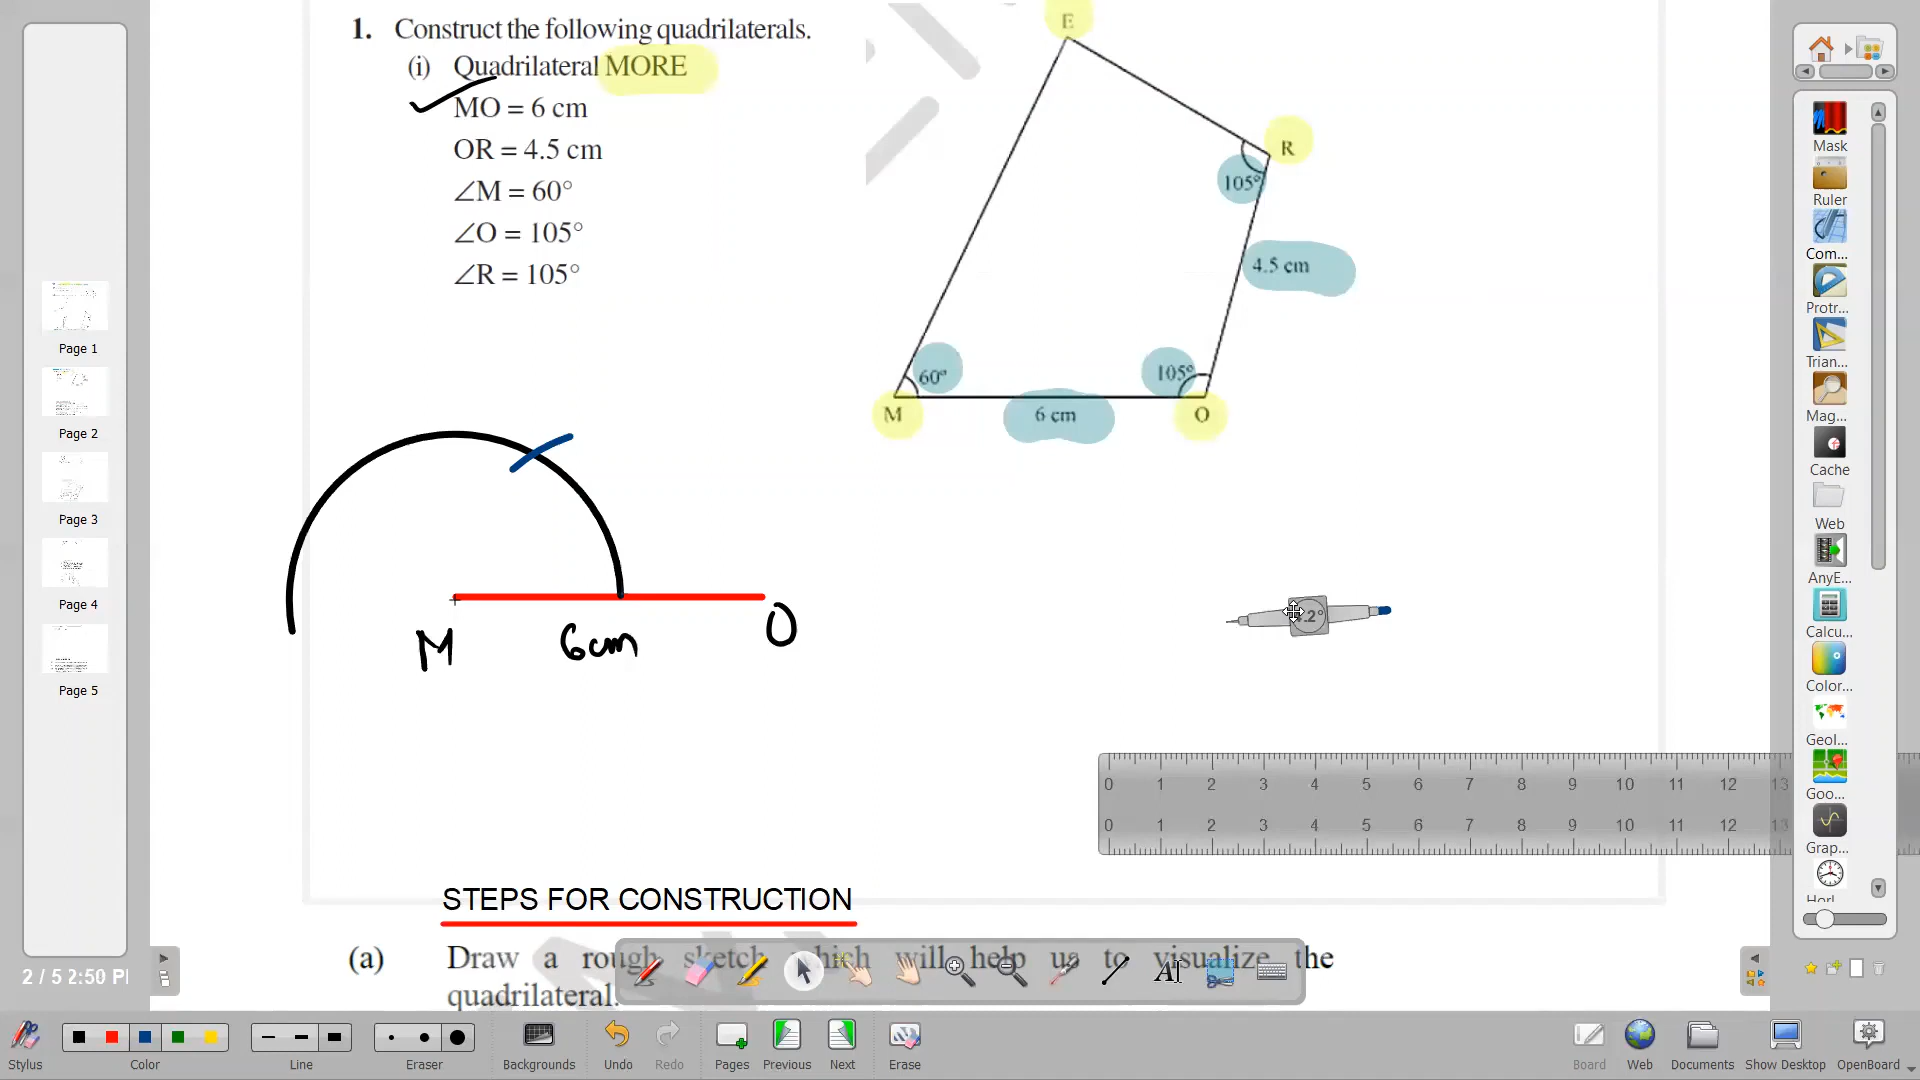 1. Construct the following quadrilaterals.
(i) Quadrilateral MORE
MO = 6 cm
OR = 4.5 cm
∠M = 60°
∠O = 105°
∠R = 105°
E
R
105°
4.5 cm
60°
105°
M
6 cm
O
M 6cm O
0 1 2 3 4 5 6 7 8 9 10 11 12 13
0 1 2 3 4 5 6 7 8 9 10 11 12 13
STEPS FOR CONSTRUCTION
(a) Draw a rough sketch which will help us to visualize the
quadrilateral.
Page 1
Page 2
Page 3
Page 4
Page 5
2 / 5 2:50
Mask
Ruler
Com...
Protr...
Trian...
Mag...
Cache
Web
AnyE...
Calcu...
Color...
Geol...
Goo...
Grap...
Stylus
Color
Line
Eraser
Backgrounds
Undo
Redo
Pages
Previous
Next
Erase
Board
Web
Documents
Show Desktop
OpenBoard